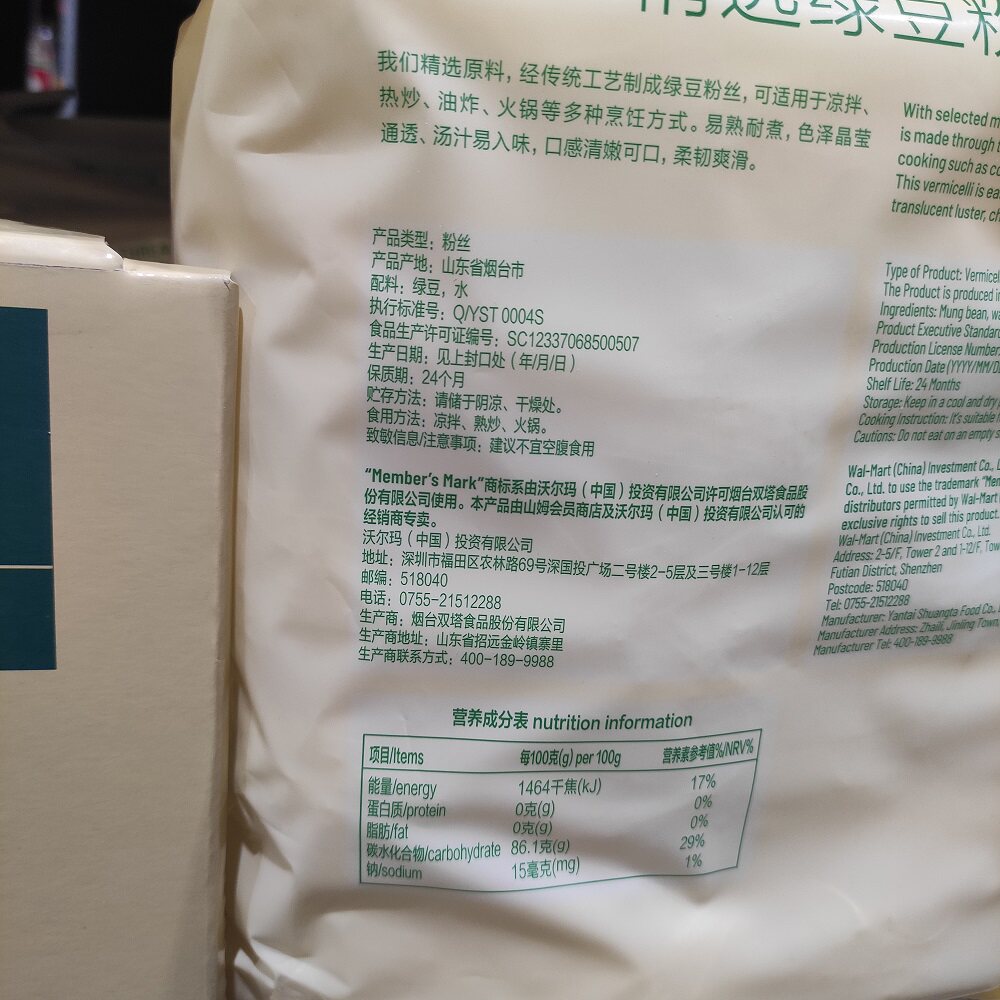 精选绿豆粉
我们精选原料，经传统工艺制成绿豆粉丝，可适用于凉拌、
热炒、油炸、火锅等多种烹饪方式。易熟耐煮，色泽晶莹
通透、汤汁易入味，口感清嫩可口，柔韧爽滑。
产品类型：粉丝
产品产地：山东省烟台市
配料：绿豆，水
执行标准号：Q/YST 0004S
食品生产许可证编号：SC12337068500507
生产日期：见上封口处（年/月/日）
保质期：24个月
贮存方法：请储于阴凉、干燥处。
食用方法：凉拌、熟炒、火锅。
致敏信息/注意事项：建议不宜空腹食用
“Member's Mark”商标系由沃尔玛（中国）投资有限公司许可烟台双塔食品股
份有限公司使用。本产品由山姆会员商店及沃尔玛（中国）投资有限公司认可的
经销商专卖。
沃尔玛（中国）投资有限公司
地址：深圳市福田区农林路69号深国投广场二号楼2-5层及三号楼1-12层
邮编：518040
电话：0755-21512288
生产商：烟台双塔食品股份有限公司
生产商地址：山东省招远金岭镇寨里
生产商联系方式：400-189-9988
营养成分表 nutrition information
项目/Items 每100克(g) per 100g 营养素参考值%/NRV%
能量/energy 1464千焦(kJ) 17%
蛋白质/protein 0克(g) 0%
脂肪/fat 0克(g) 0%
碳水化合物/carbohydrate 86.1克(g) 29%
钠/sodium 15毫克(mg) 1%
With selected
is made through
cooking such as
This vermicelli is
translucent luster,
Type of Product:
The Product is produced
Ingredients: Mung bean,
Product Executive
Production License
Production Date
Shelf Life: 24 Months
Storage: Keep in a cool and dry
Cooking Instruction: It's suitable
Cautions: Do not eat on an empty
Wal-Mart (China) Investment Co.,
Co., Ltd. to use the trademark
distributors permitted by Wal-Mart
exclusive rights to sell this product.
Wal-Mart (China) Investment Co., Ltd.
Address: 2-5/F, Tower 2 and 1-12/F,
Futian District, Shenzhen
Postcode: 518040
Tel: 0755-21512288
Manufacturer: Yantai Shuangta Food Co.,
Manufacturer Address: Zhaili, Jinling Town,
Manufacturer Tel: 400-189-9988